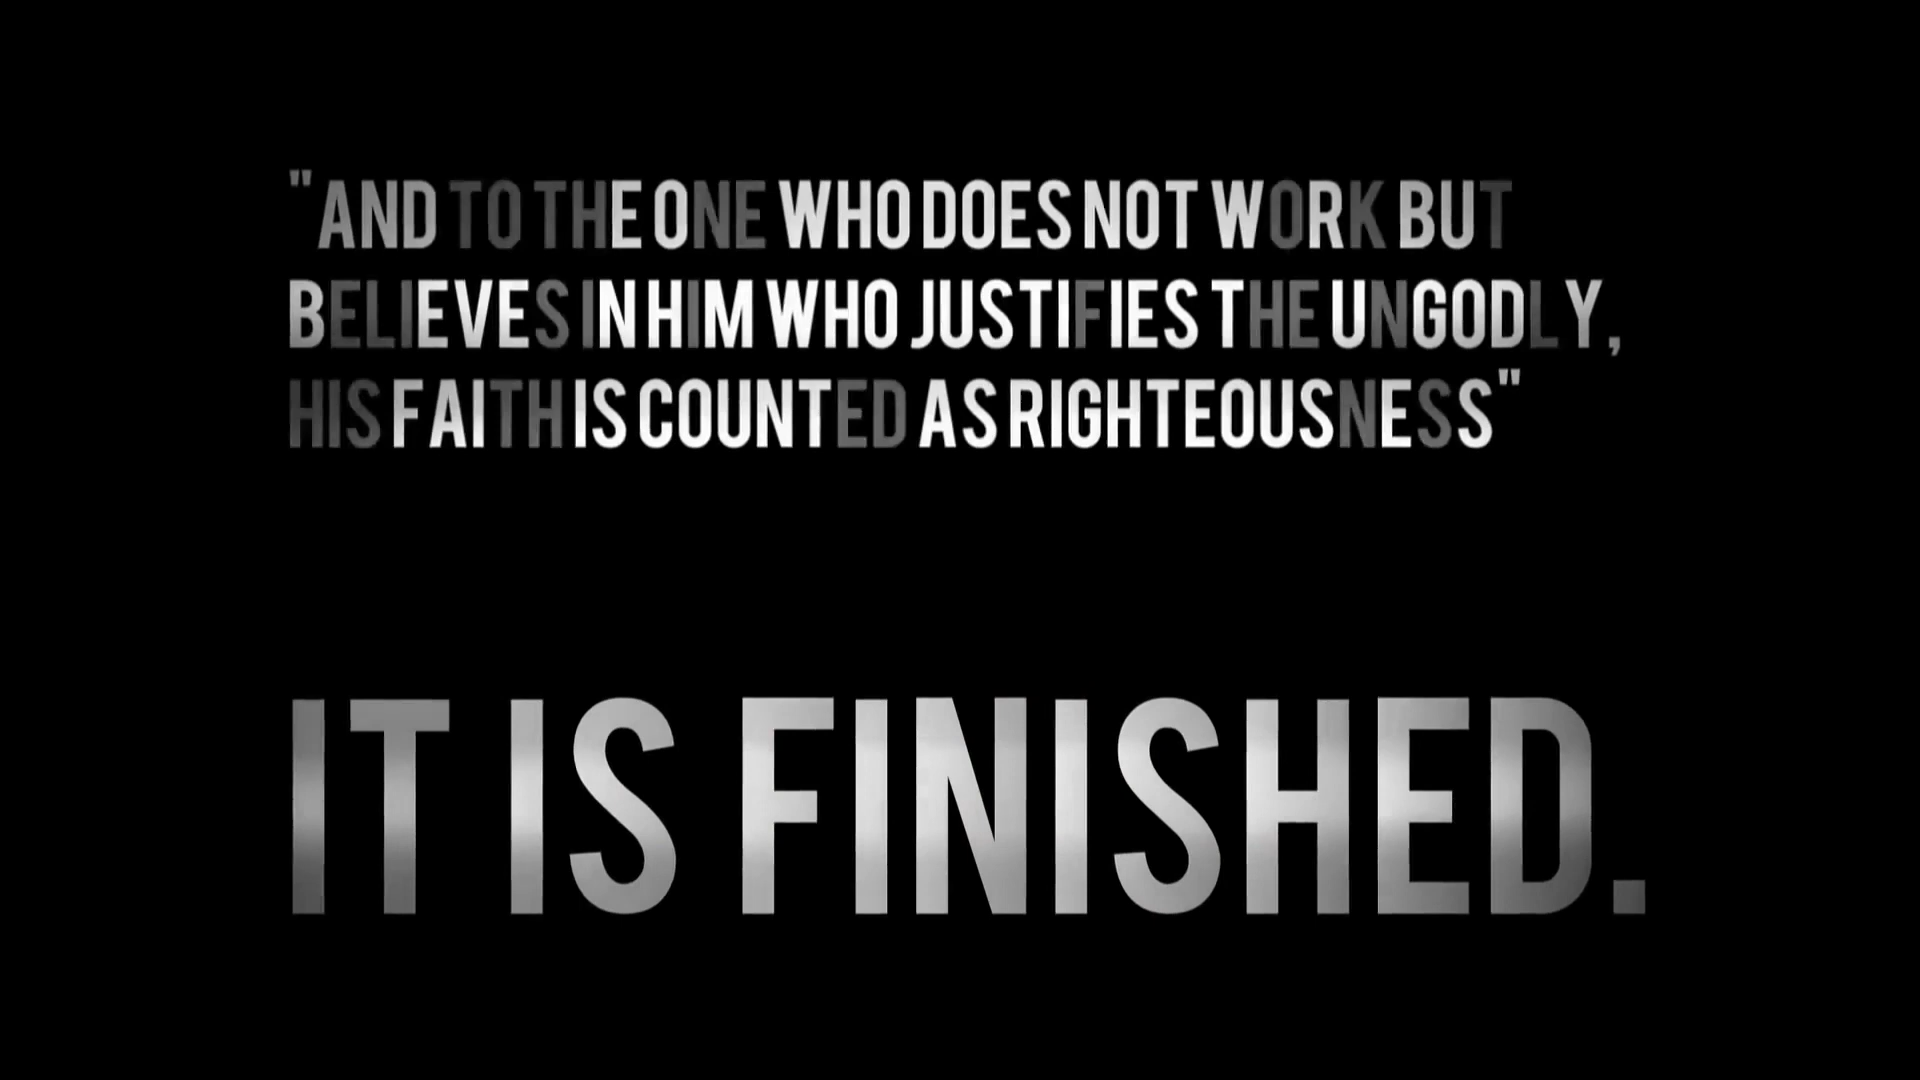 "AND TO THE ONE WHO DOES NOT WORK BUT
BELIEVES IN HIM WHO JUSTIFIES THE UNGODLY,
HIS FAITH IS COUNTED AS RIGHTEOUSNESS"
IT IS FINISHED.